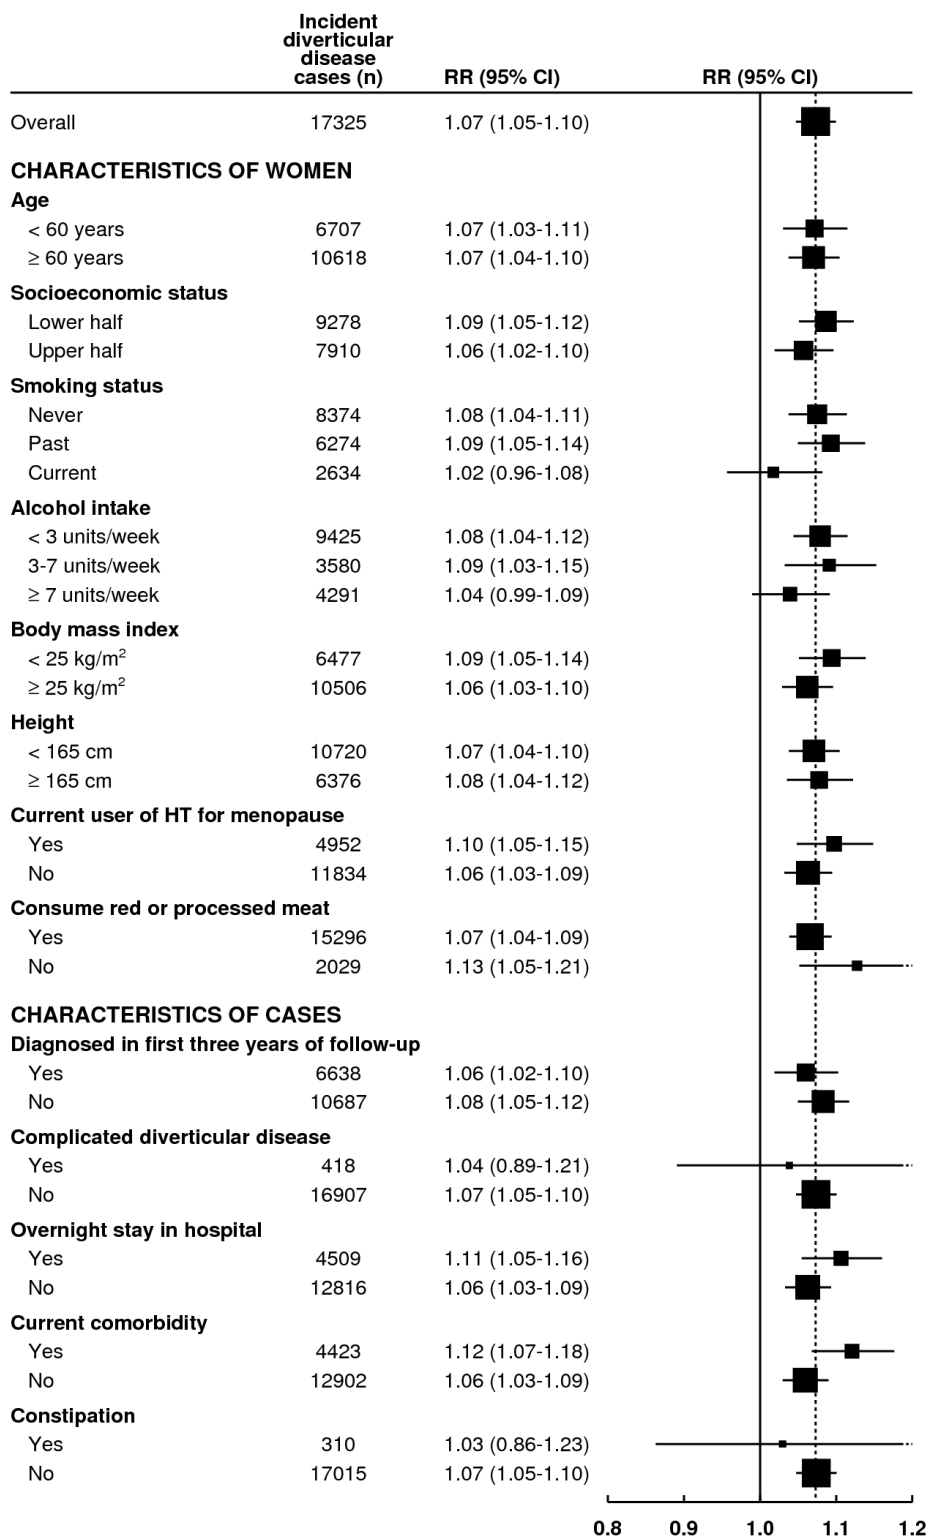 Incident
diverticular
disease
cases (n) RR (95% CI) RR (95% CI)
Overall 17325 1.07 (1.05-1.10)
CHARACTERISTICS OF WOMEN
Age
< 60 years 6707 1.07 (1.03-1.11)
≥ 60 years 10618 1.07 (1.04-1.10)
Socioeconomic status
Lower half 9278 1.09 (1.05-1.12)
Upper half 7910 1.06 (1.02-1.10)
Smoking status
Never 8374 1.08 (1.04-1.11)
Past 6274 1.09 (1.05-1.14)
Current 2634 1.02 (0.96-1.08)
Alcohol intake
< 3 units/week 9425 1.08 (1.04-1.12)
3-7 units/week 3580 1.09 (1.03-1.15)
≥ 7 units/week 4291 1.04 (0.99-1.09)
Body mass index
< 25 kg/m² 6477 1.09 (1.05-1.14)
≥ 25 kg/m² 10506 1.06 (1.03-1.10)
Height
< 165 cm 10720 1.07 (1.04-1.10)
≥ 165 cm 6376 1.08 (1.04-1.12)
Current user of HT for menopause
Yes 4952 1.10 (1.05-1.15)
No 11834 1.06 (1.03-1.09)
Consume red or processed meat
Yes 15296 1.07 (1.04-1.09)
No 2029 1.13 (1.05-1.21)
CHARACTERISTICS OF CASES
Diagnosed in first three years of follow-up
Yes 6638 1.06 (1.02-1.10)
No 10687 1.08 (1.05-1.12)
Complicated diverticular disease
Yes 418 1.04 (0.89-1.21)
No 16907 1.07 (1.05-1.10)
Overnight stay in hospital
Yes 4509 1.11 (1.05-1.16)
No 12816 1.06 (1.03-1.09)
Current comorbidity
Yes 4423 1.12 (1.07-1.18)
No 12902 1.06 (1.03-1.09)
Constipation
Yes 310 1.03 (0.86-1.23)
No 17015 1.07 (1.05-1.10)
0.8 0.9 1.0 1.1 1.2